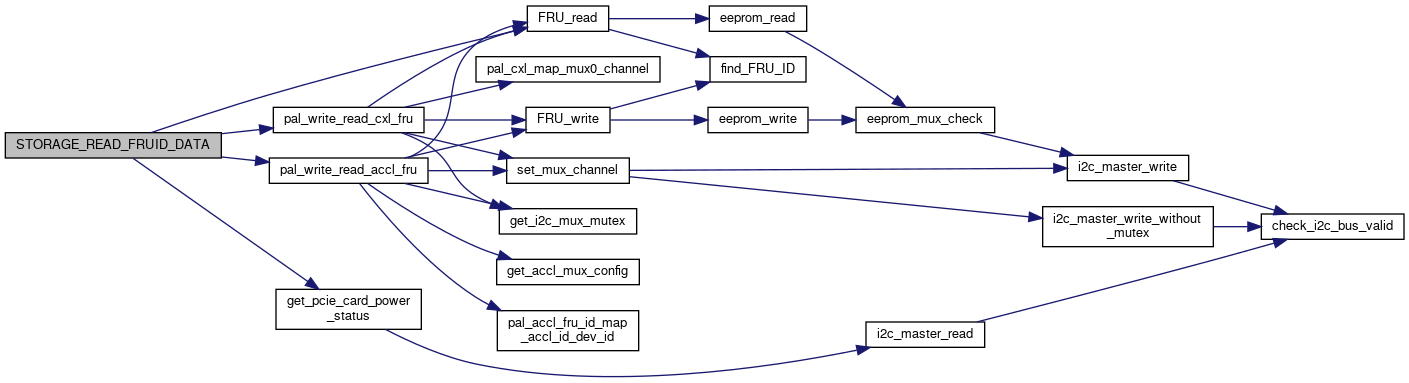 STORAGE_READ_FRUID_DATA
pal_write_read_cxl_fru
pal_write_read_accl_fru
get_pcie_card_power
_status
FRU_read
pal_cxl_map_mux0_channel
FRU_write
set_mux_channel
get_i2c_mux_mutex
get_accl_mux_config
pal_accl_fru_id_map
_accl_id_dev_id
eeprom_read
find_FRU_ID
eeprom_write
eeprom_mux_check
i2c_master_read
i2c_master_write
i2c_master_write_without
_mutex
check_i2c_bus_valid